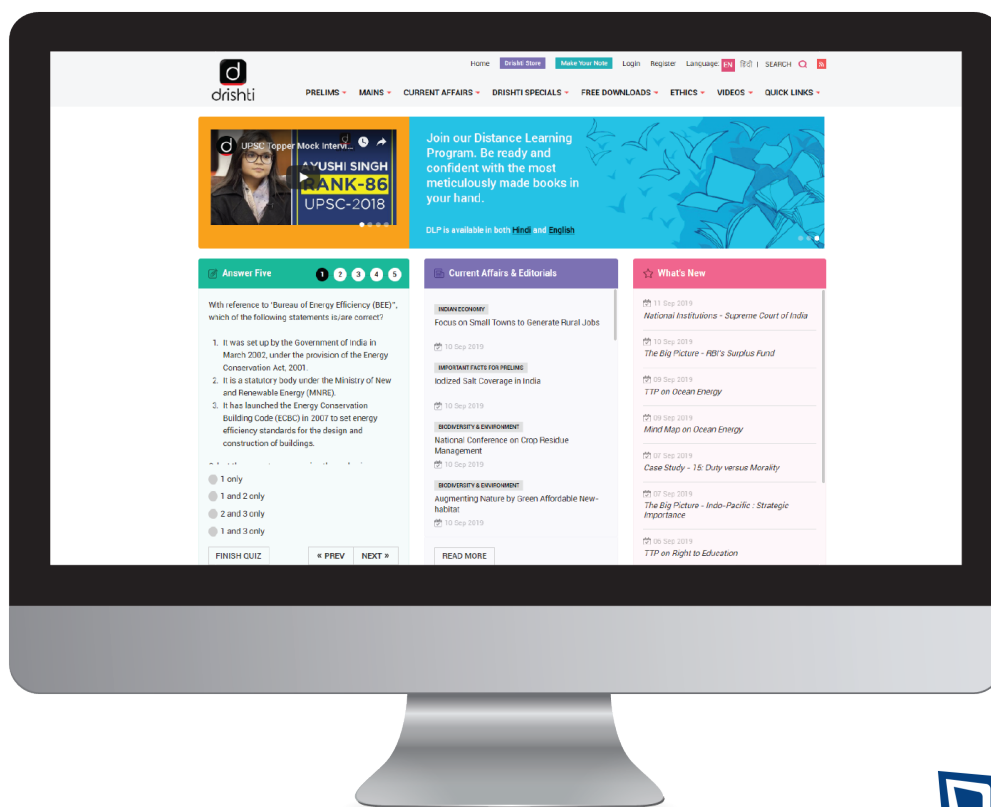 Home Drishti Store Make Your Note Login Register Language: EN हिंदी | SEARCH
d
drishti
PRELIMS MAINS CURRENT AFFAIRS DRISHTI SPECIALS FREE DOWNLOADS ETHICS VIDEOS QUICK LINKS
d UPSC Topper Mock Intervi...
AYUSHI SINGH
RANK-86
UPSC-2018
Join our Distance Learning
Program. Be ready and
confident with the most
meticulously made books in
your hand.
DLP is available in both Hindi and English
Answer Five 1 2 3 4 5
With reference to 'Bureau of Energy Efficiency (BEE)",
which of the following statements is/are correct?
1. It was set up by the Government of India in
March 2002, under the provision of the Energy
Conservation Act, 2001.
2. It is a statutory body under the Ministry of New
and Renewable Energy (MNRE).
3. It has launched the Energy Conservation
Building Code (ECBC) in 2007 to set energy
efficiency standards for the design and
construction of buildings.
1 only
1 and 2 only
2 and 3 only
1 and 3 only
FINISH QUIZ « PREV NEXT »
Current Affairs & Editorials
INDIAN ECONOMY
Focus on Small Towns to Generate Rural Jobs
10 Sep 2019
IMPORTANT FACTS FOR PRELIMS
Iodized Salt Coverage in India
10 Sep 2019
BIODIVERSITY & ENVIRONMENT
National Conference on Crop Residue
Management
10 Sep 2019
BIODIVERSITY & ENVIRONMENT
Augmenting Nature by Green Affordable New-
habitat
10 Sep 2019
READ MORE
What's New
11 Sep 2019
National Institutions - Supreme Court of India
10 Sep 2019
The Big Picture - RBI's Surplus Fund
09 Sep 2019
TTP on Ocean Energy
09 Sep 2019
Mind Map on Ocean Energy
07 Sep 2019
Case Study - 15: Duty versus Morality
07 Sep 2019
The Big Picture - Indo-Pacific : Strategic
Importance
06 Sep 2019
TTP on Right to Education